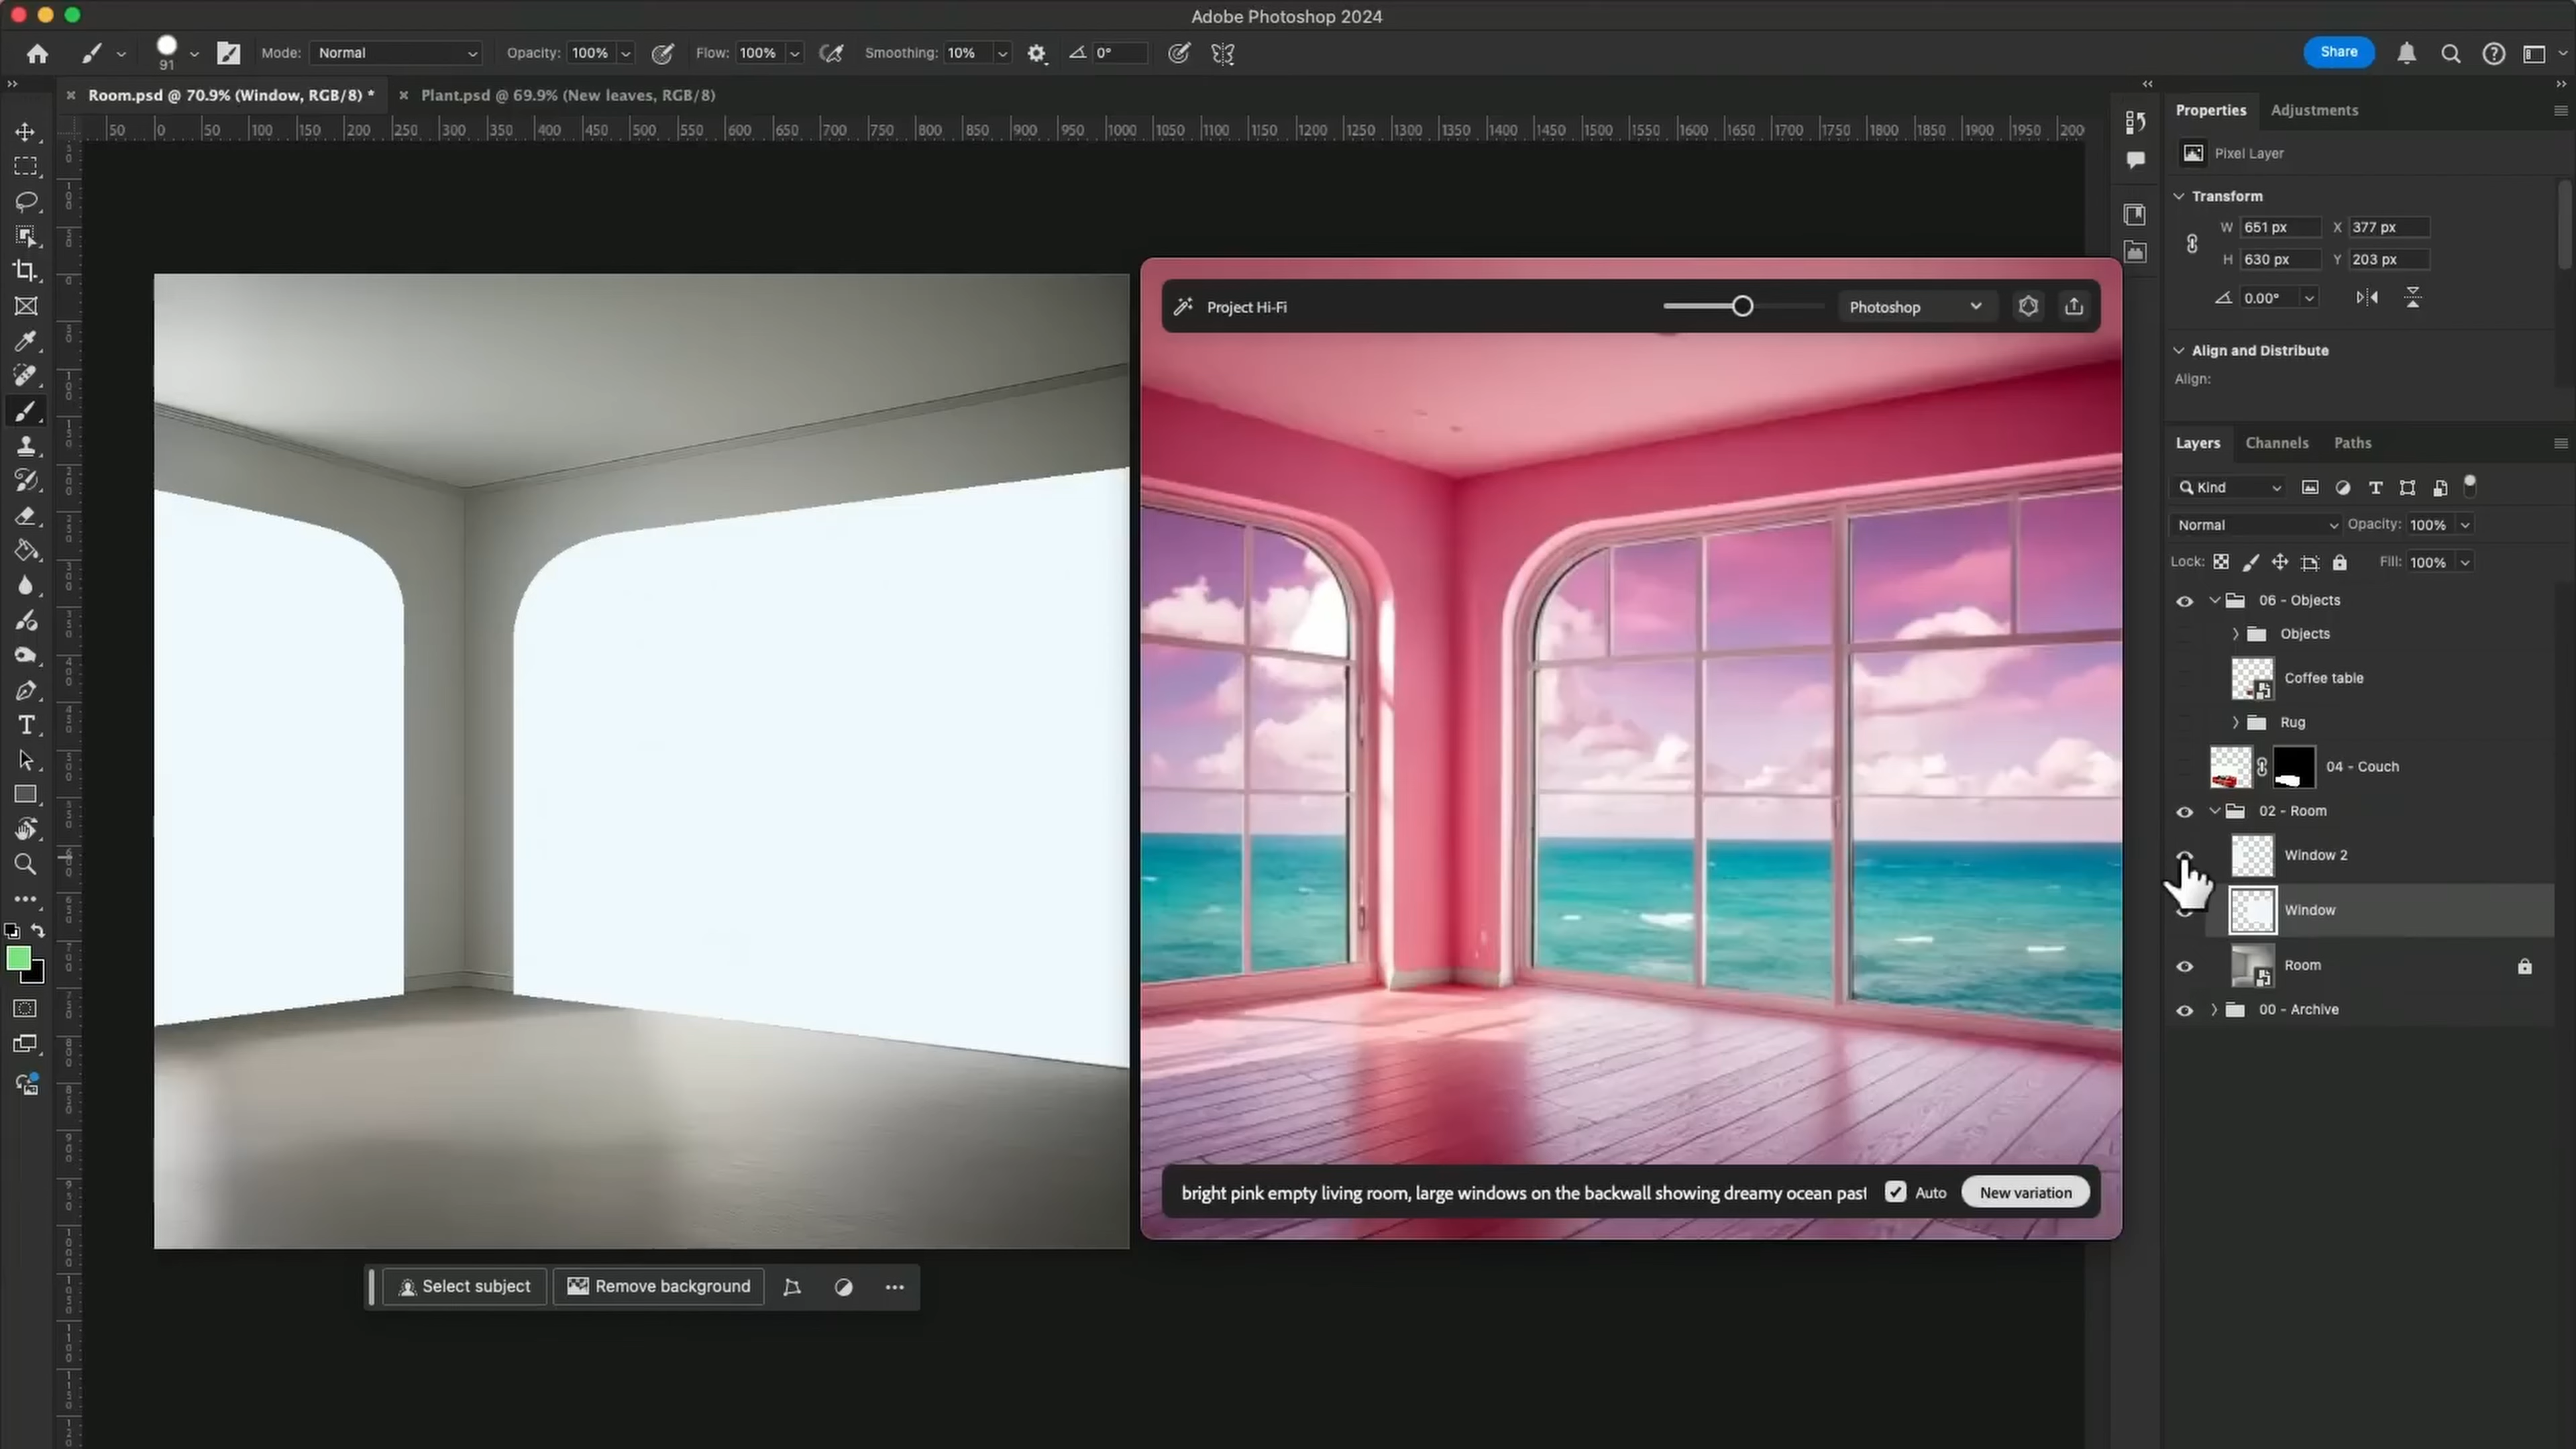 Adobe Photoshop 2024
91
Mode: Normal
Opacity: 100%
Flow: 100%
Smoothing: 10%
0°
Share
Room.psd @ 70.9% (Window, RGB/8) *
Plant.psd @ 69.9% (New leaves, RGB/8)
50 0 50 100 150 200 250 300 350 400 450 500 550 600 650 700 750 800 850 900 950 1000 1050 1100 1150 1200 1250 1300 1350 1400 1450 1500 1550 1600 1650 1700 1750 1800 1850 1900 1950 200
Properties
Adjustments
Pixel Layer
Transform
W 651 px X 377 px
H 630 px Y 203 px
0.00°
Align and Distribute
Align:
Project Hi-Fi
Photoshop
bright pink empty living room, large windows on the backwall showing dreamy ocean past
Auto
New variation
Select subject
Remove background
Layers
Channels
Paths
Kind
Normal
Opacity: 100%
Lock:
Fill: 100%
06 - Objects
Objects
Coffee table
Rug
04 - Couch
02 - Room
Window 2
Window
Room
00 - Archive